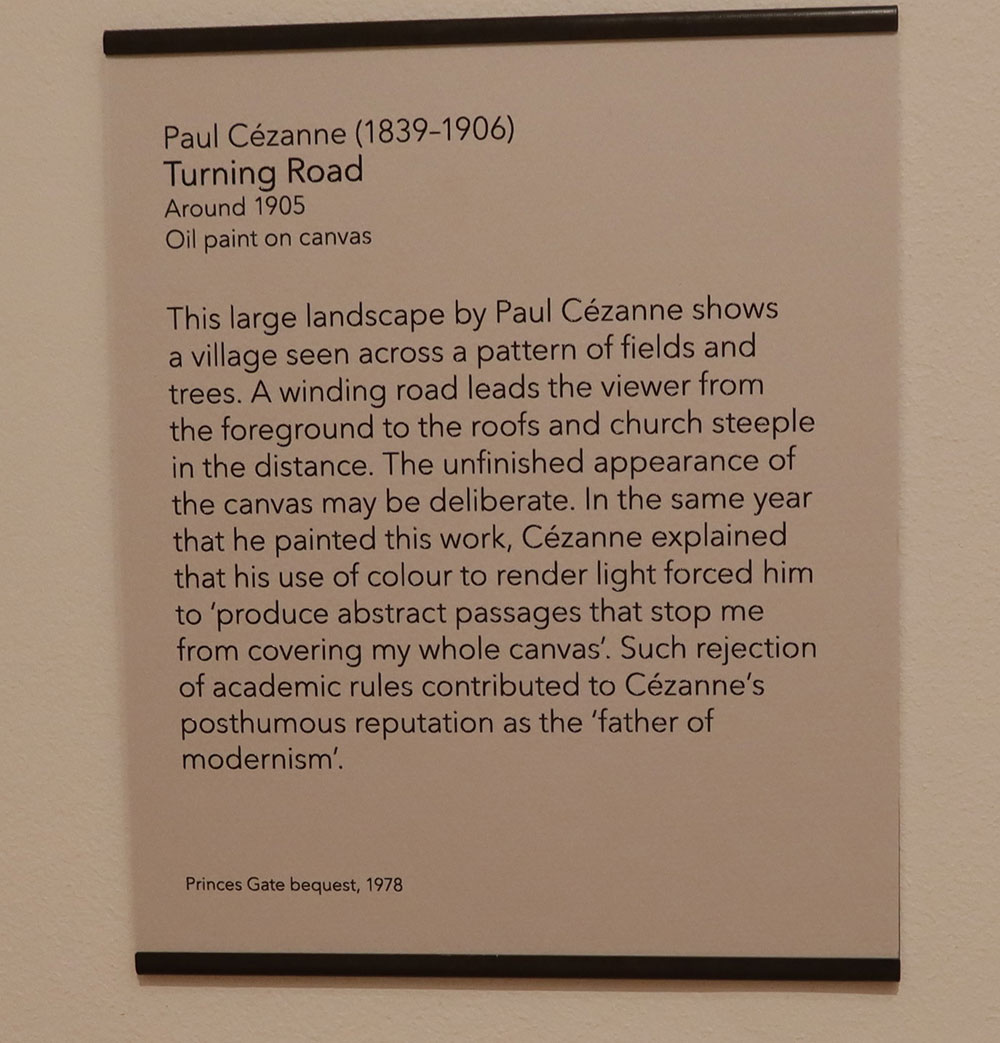 Paul Cézanne (1839–1906)
Turning Road
Around 1905
Oil paint on canvas
This large landscape by Paul Cézanne shows
a village seen across a pattern of fields and
trees. A winding road leads the viewer from
the foreground to the roofs and church steeple
in the distance. The unfinished appearance of
the canvas may be deliberate. In the same year
that he painted this work, Cézanne explained
that his use of colour to render light forced him
to ‘produce abstract passages that stop me
from covering my whole canvas’. Such rejection
of academic rules contributed to Cézanne’s
posthumous reputation as the ‘father of
modernism’.
Princes Gate bequest, 1978